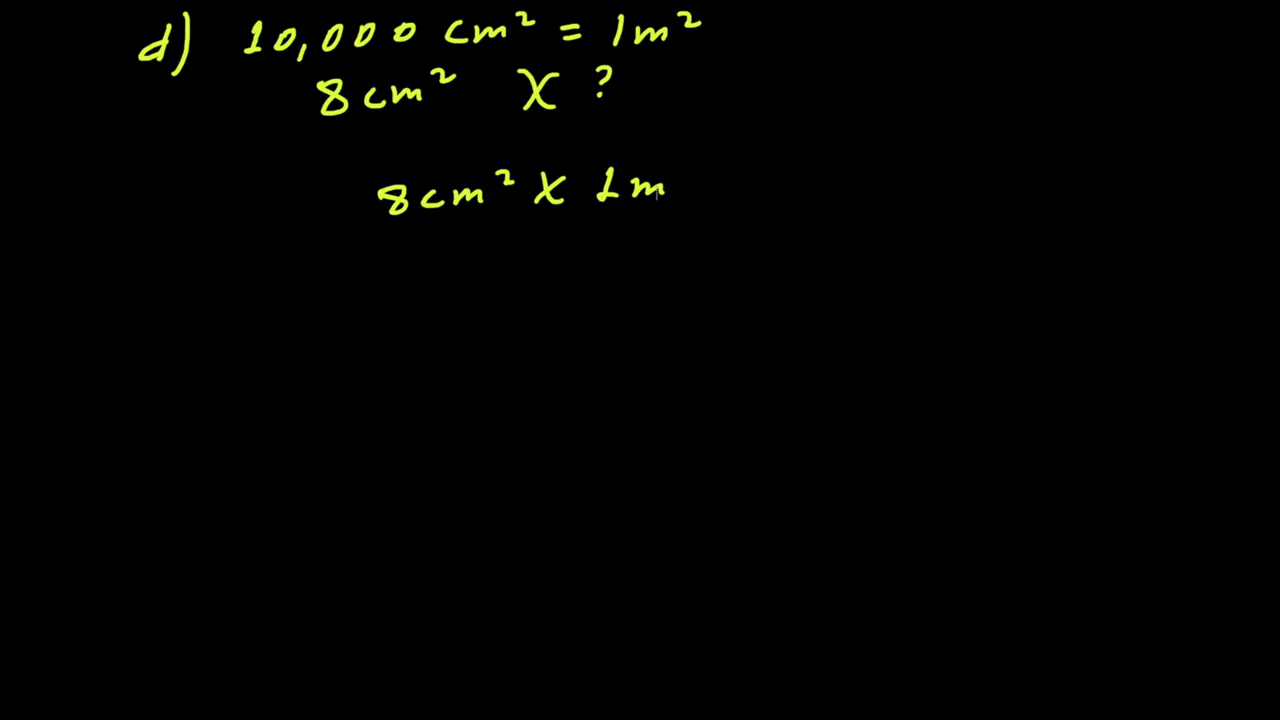 d) 10,000 cm² = 1m²
8cm² X ?
8cm² X 1m